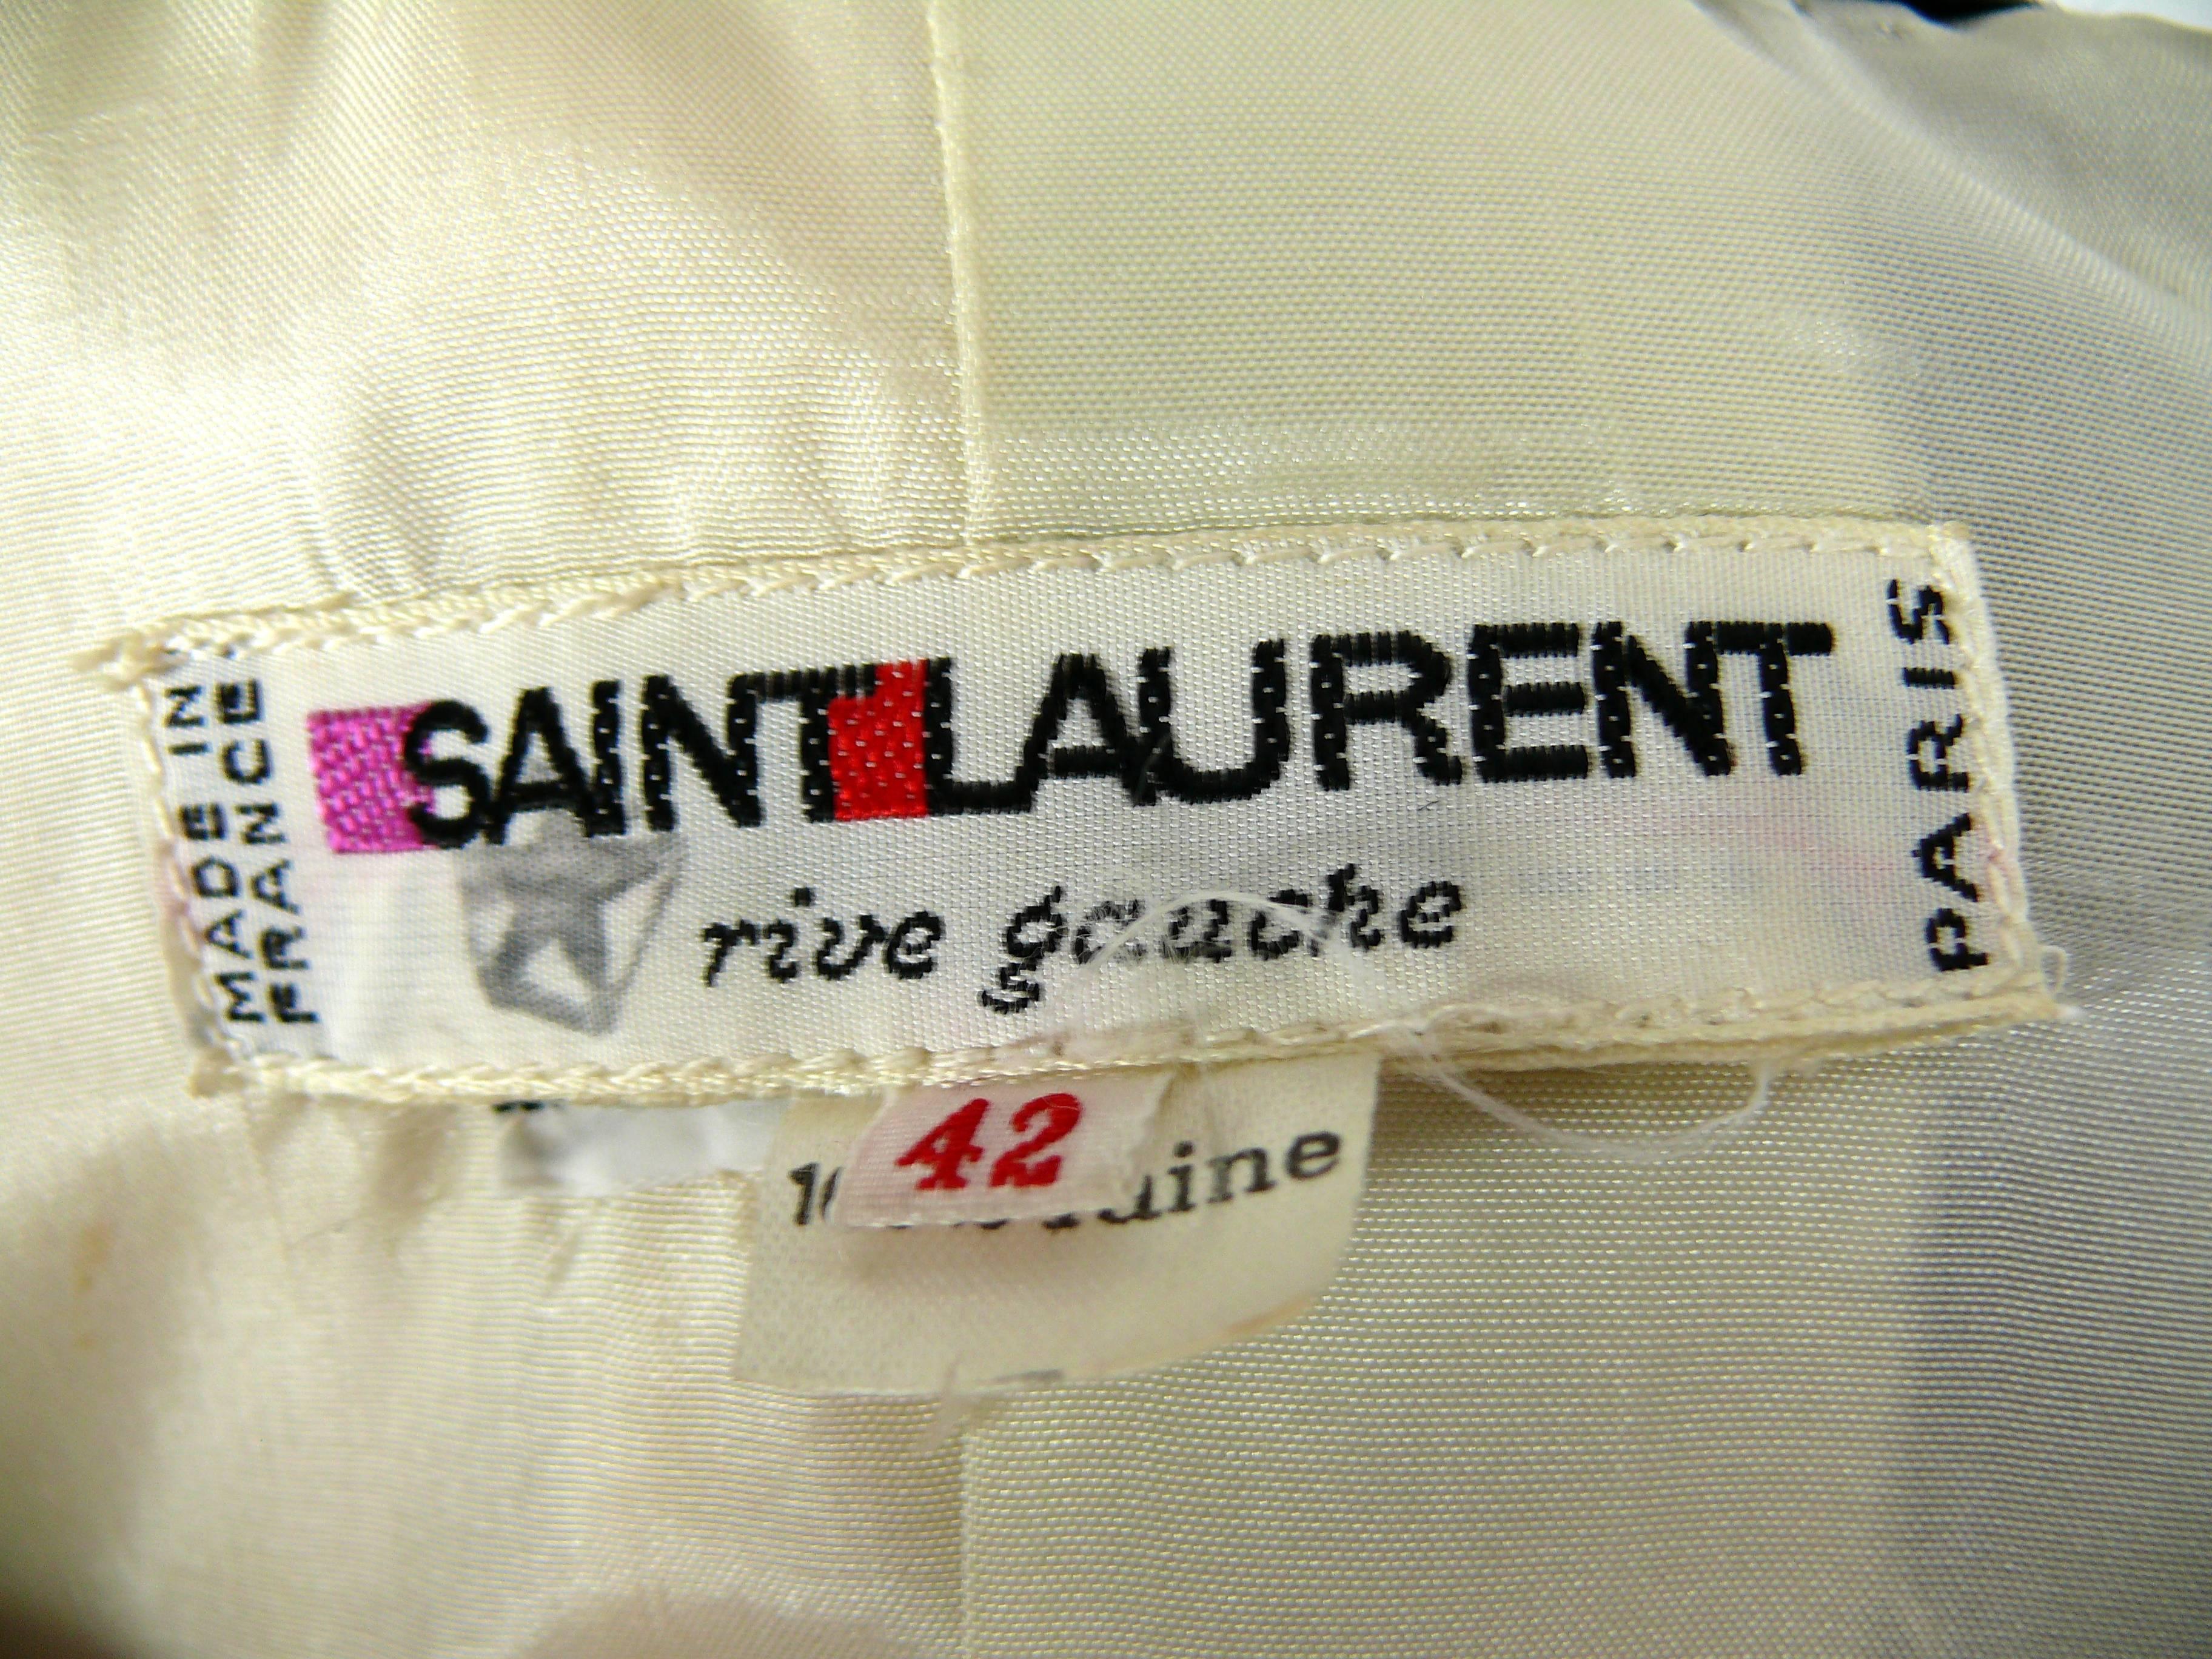 MADE IN
FRANCE
SAINT LAURENT
rive gauche
PARIS
42